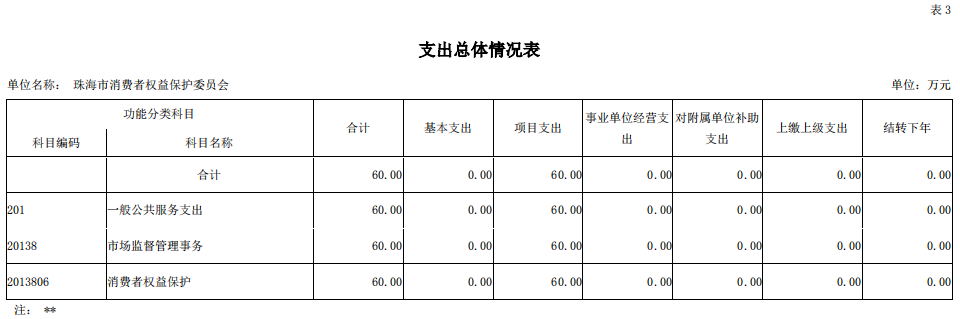 表 3
支出总体情况表
单位名称： 珠海市消费者权益保护委员会 单位：万元
功能分类科目 合计 基本支出 项目支出 事业单位经营支出 对附属单位补助支出 上缴上级支出 结转下年
科目编码 科目名称
合计 60.00 0.00 60.00 0.00 0.00 0.00 0.00
201 一般公共服务支出 60.00 0.00 60.00 0.00 0.00 0.00 0.00
20138 市场监督管理事务 60.00 0.00 60.00 0.00 0.00 0.00 0.00
2013806 消费者权益保护 60.00 0.00 60.00 0.00 0.00 0.00 0.00
注： **